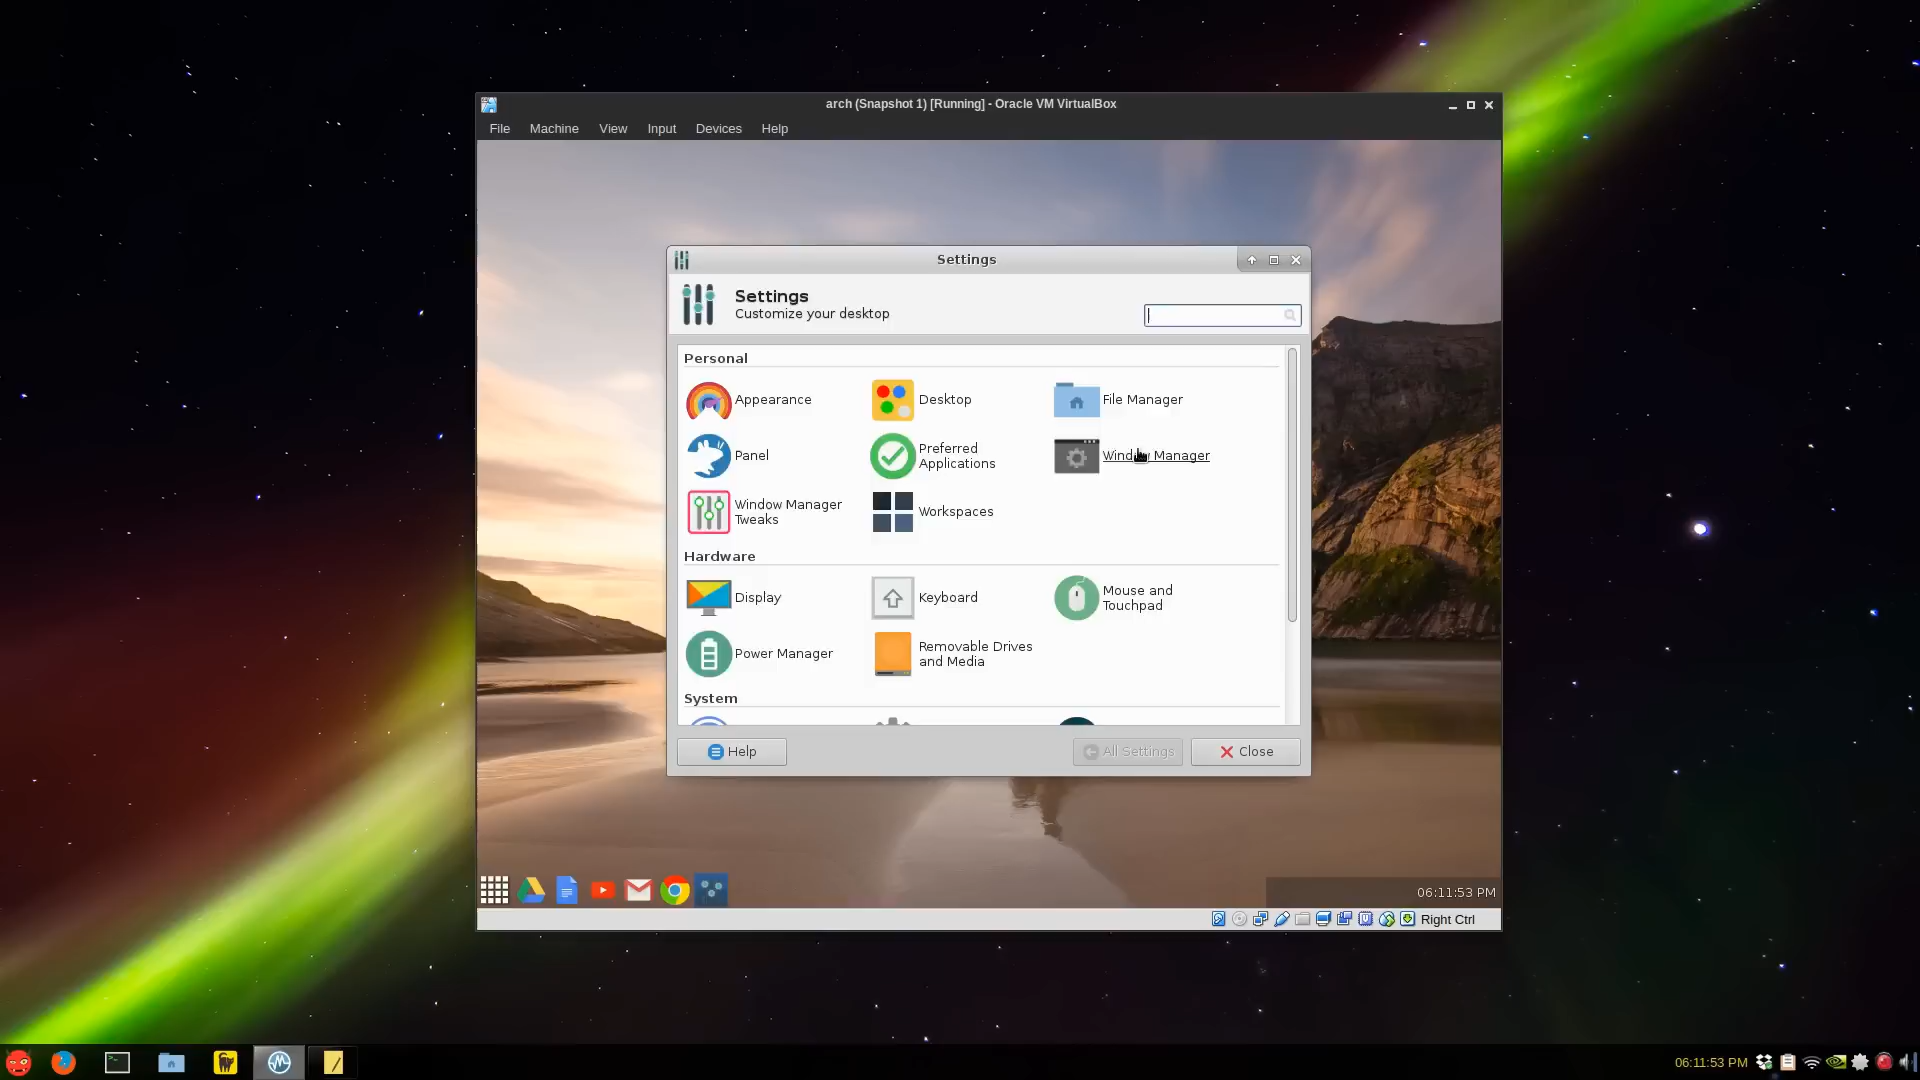 arch (Snapshot 1) [Running] - Oracle VM VirtualBox
File Machine View Input Devices Help
Settings
Settings
Customize your desktop
Personal
Appearance
Desktop
File Manager
Panel
Preferred
Applications
Window Manager
Window Manager
Tweaks
Workspaces
Hardware
Display
Keyboard
Mouse and
Touchpad
Power Manager
Removable Drives
and Media
System
Help
All Settings
Close
06:11:53 PM
Right Ctrl
06:11:53 PM